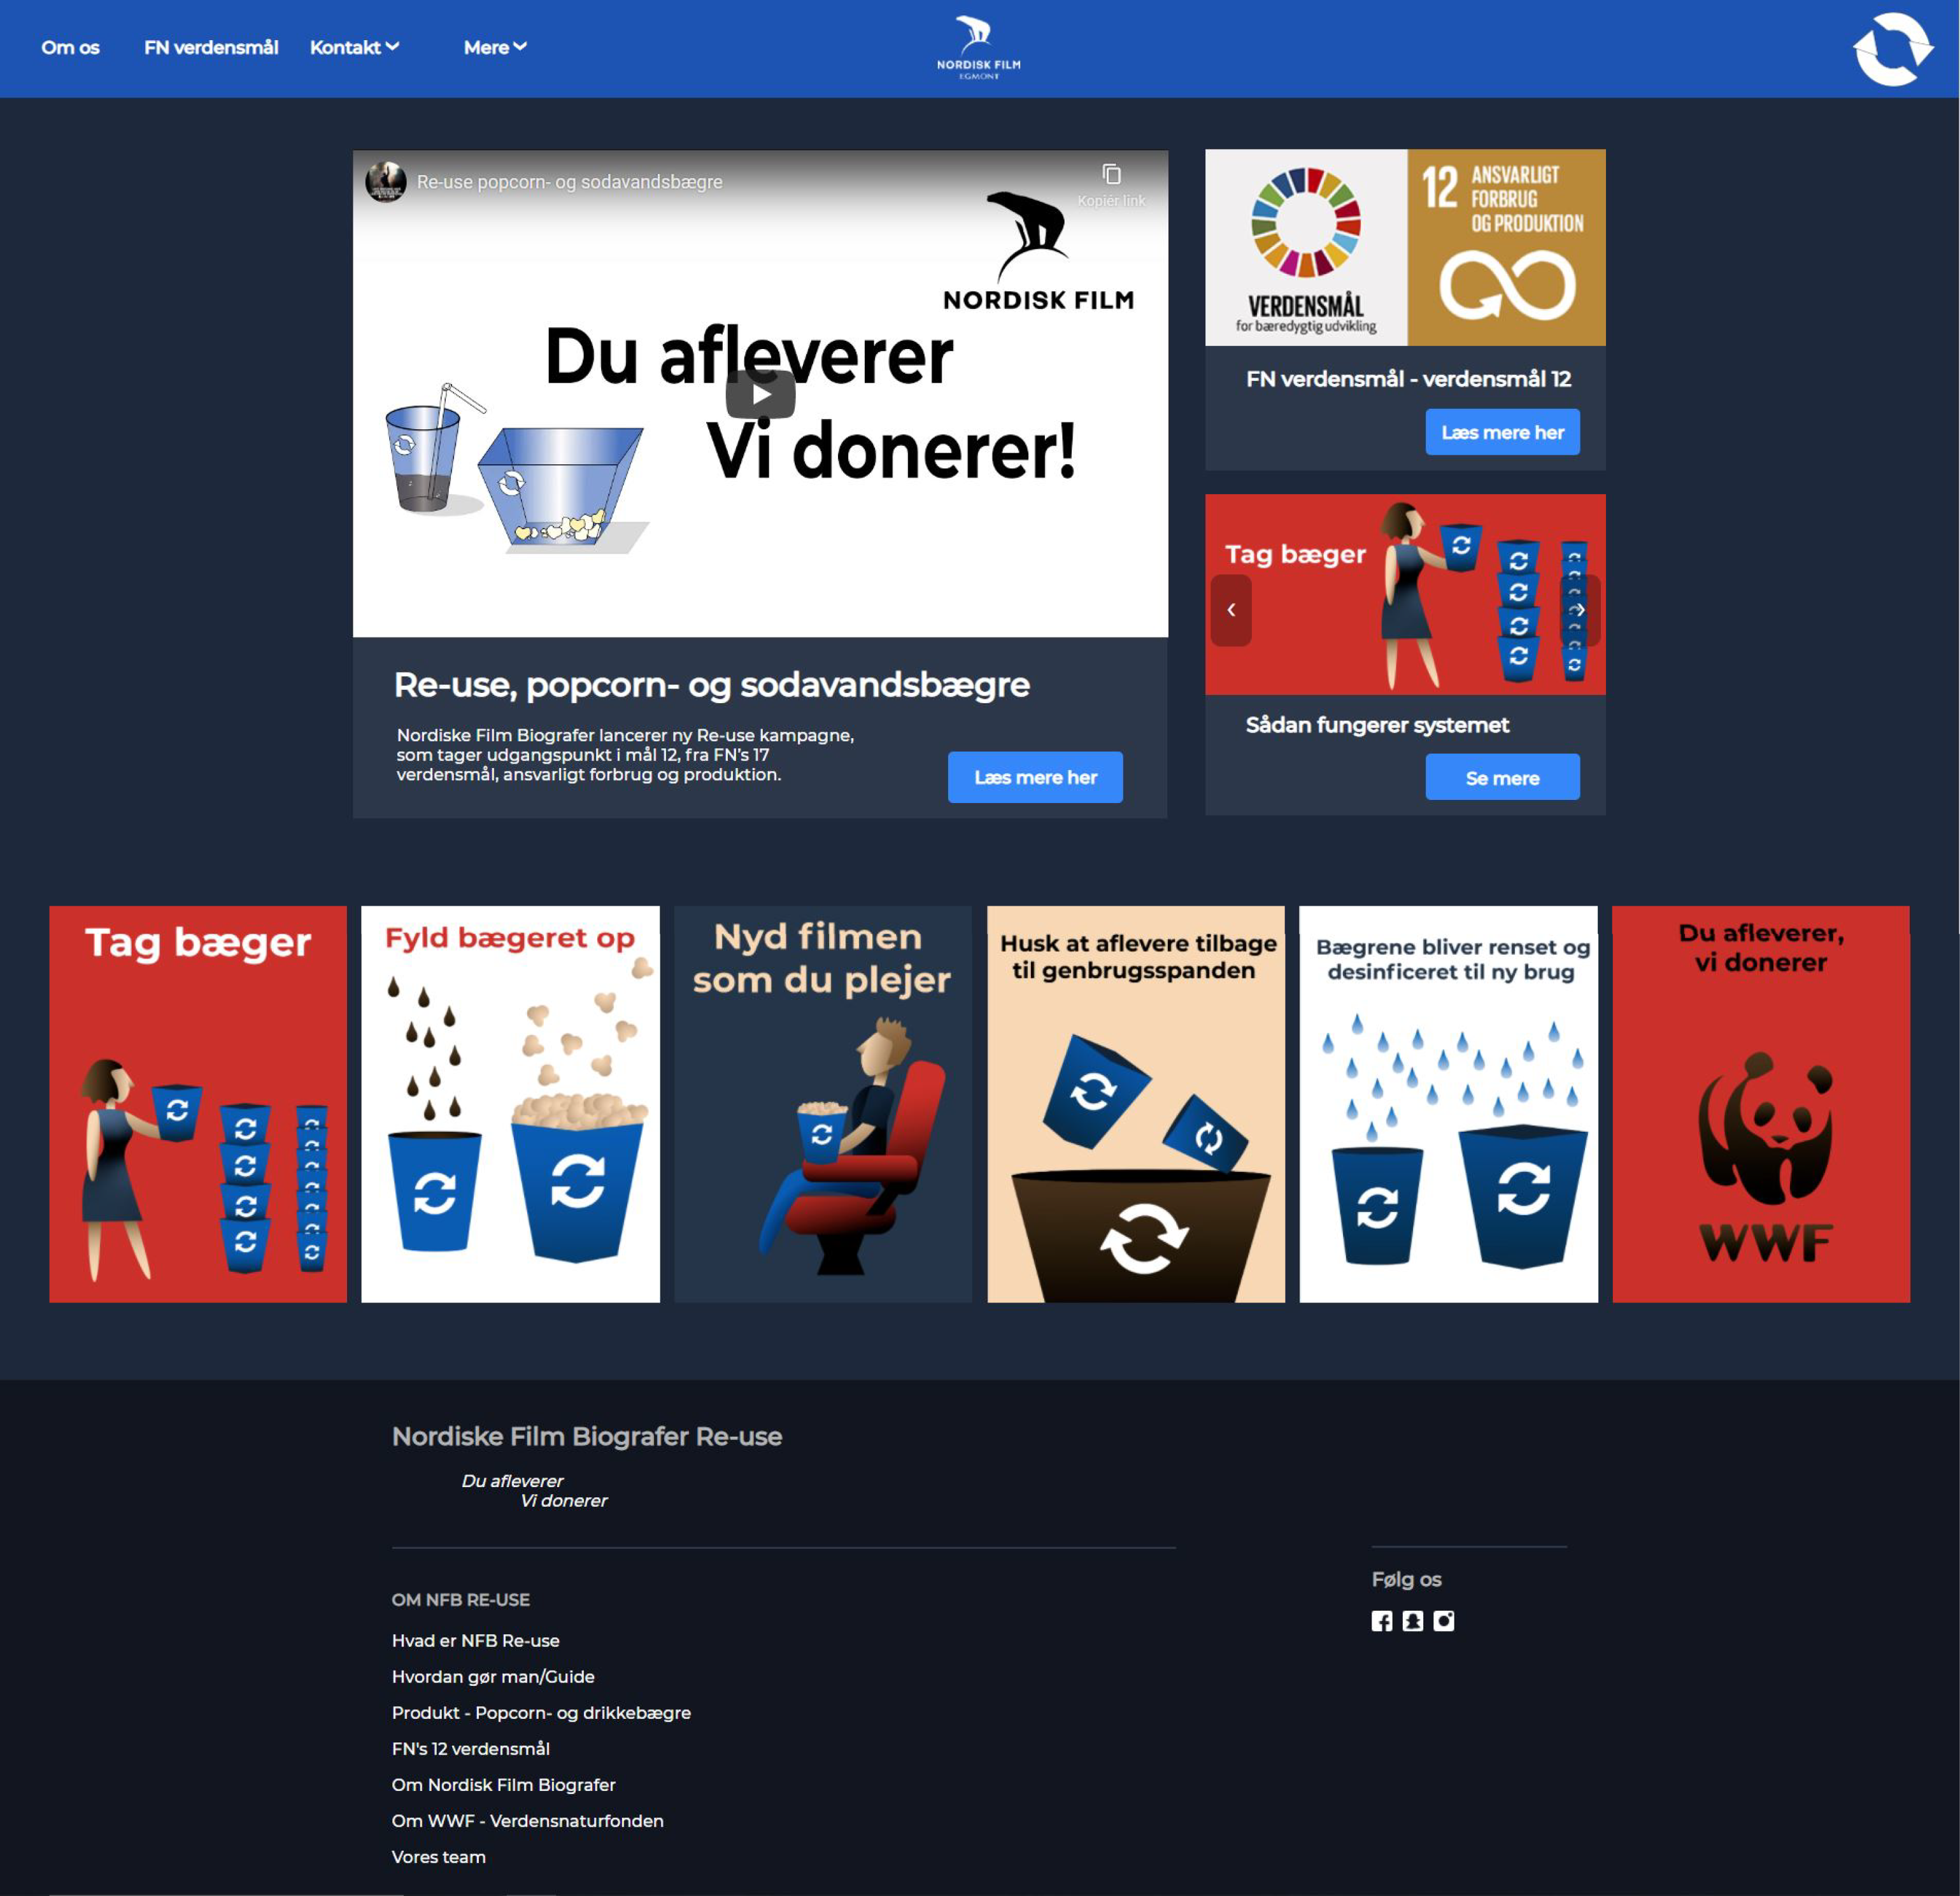 Om os
FN verdensmål
Kontakt
Mere
NORDISK FILM
EGMONT
Re-use popcorn- og sodavandsbægre
Kopiér link
NORDISK FILM
Du afleverer
Vi donerer!
Re-use, popcorn- og sodavandsbægre
Nordiske Film Biografer lancerer ny Re-use kampagne,
som tager udgangspunkt i mål 12, fra FN's 17
verdensmål, ansvarligt forbrug og produktion.
Læs mere her
VERDENSMÅL
for bæredygtig udvikling
12 ANSVARLIGT
FORBRUG
OG PRODUKTION
FN verdensmål - verdensmål 12
Læs mere her
Tag bæger
Sådan fungerer systemet
Se mere
Tag bæger
Fyld bægeret op
Nyd filmen
som du plejer
Husk at aflevere tilbage
til genbrugsspanden
Bægrene bliver renset og
desinficeret til ny brug
Du afleverer,
vi donerer
WWF
Nordiske Film Biografer Re-use
Du afleverer
Vi donerer
OM NFB RE-USE
Hvad er NFB Re-use
Hvordan gør man/Guide
Produkt - Popcorn- og drikkebægre
FN's 12 verdensmål
Om Nordisk Film Biografer
Om WWF - Verdensnaturfonden
Vores team
Følg os